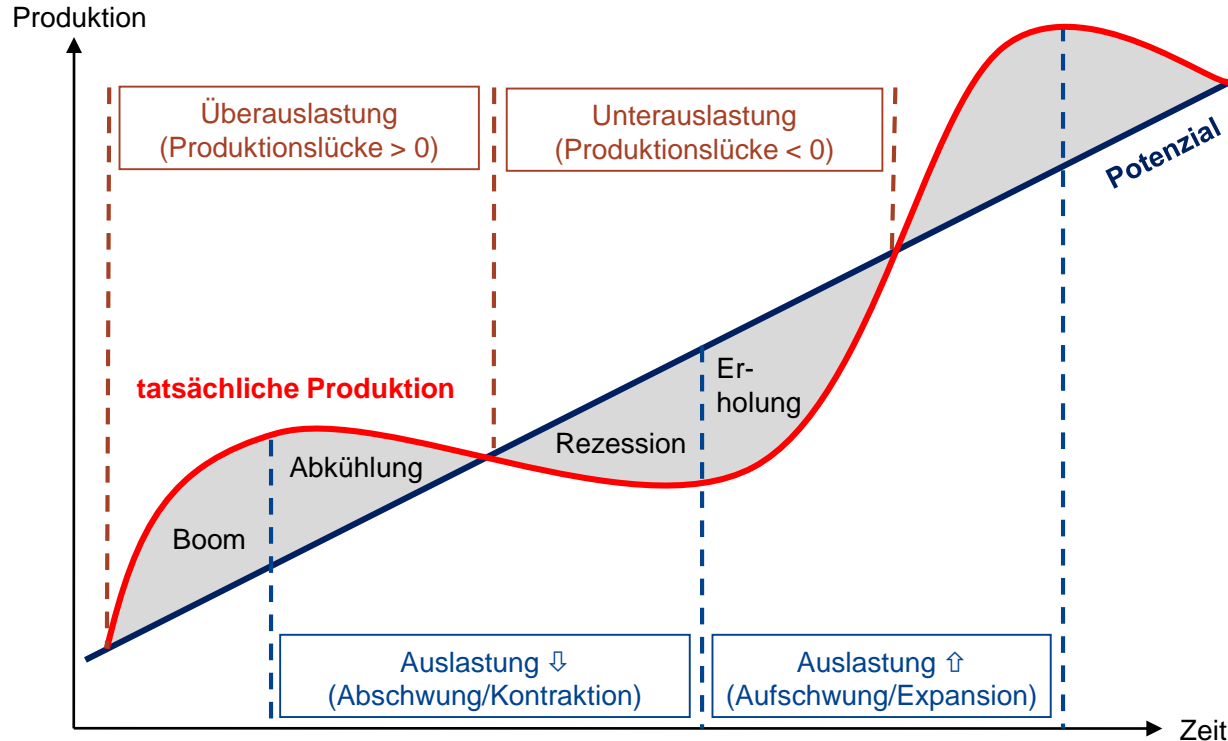 Produktion
Überauslastung
(Produktionslücke > 0)
Unterauslastung
(Produktionslücke < 0)
Potenzial
tatsächliche Produktion
Er-
holung
Rezession
Abkühlung
Boom
Auslastung ⇩
(Abschwung/Kontraktion)
Auslastung ⇧
(Aufschwung/Expansion)
Zeit